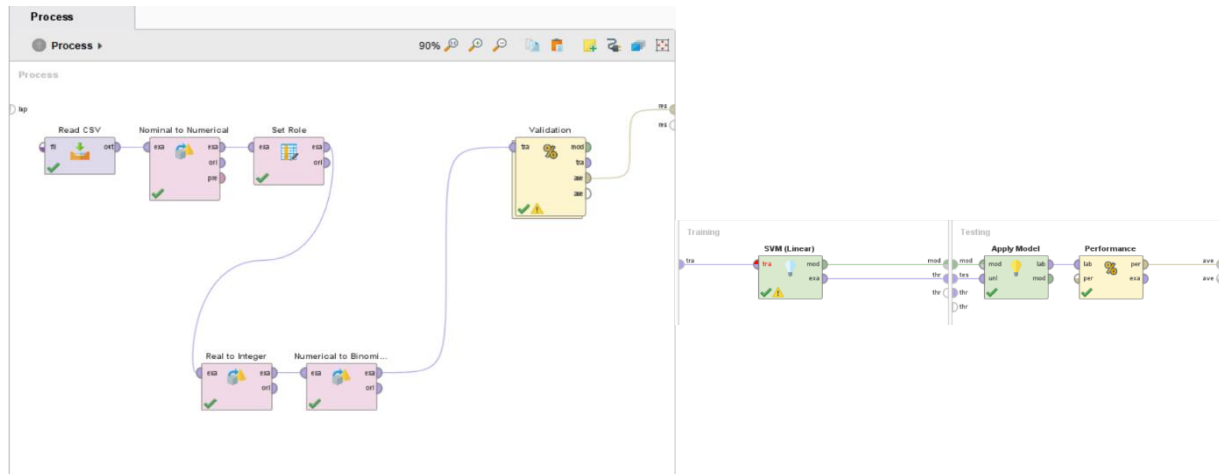 Process
Process
90%
Process
inp
res
res
Read CSV
fil
out
Nominal to Numerical
exa
exa
ori
pre
Set Role
exa
exa
ori
Validation
tra
mod
tra
ave
ave
Real to Integer
exa
exa
ori
Numerical to Binomi...
exa
exa
ori
Training
tra
SVM (Linear)
tra
mod
exa
mod
thr
thr
Testing
mod
tes
thr
thr
Apply Model
mod
unl
lab
mod
Performance
lab
per
per
exa
ave
ave